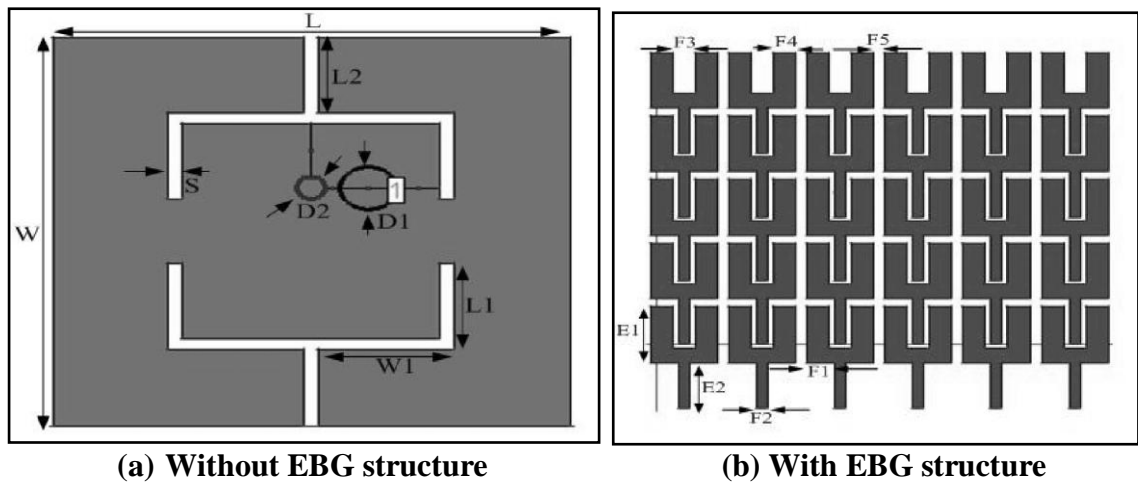 L
L2
S
D2
1
D1
W
L1
W1
F3
F4
F5
E1
E2
F1
F2
(a) Without EBG structure
(b) With EBG structure